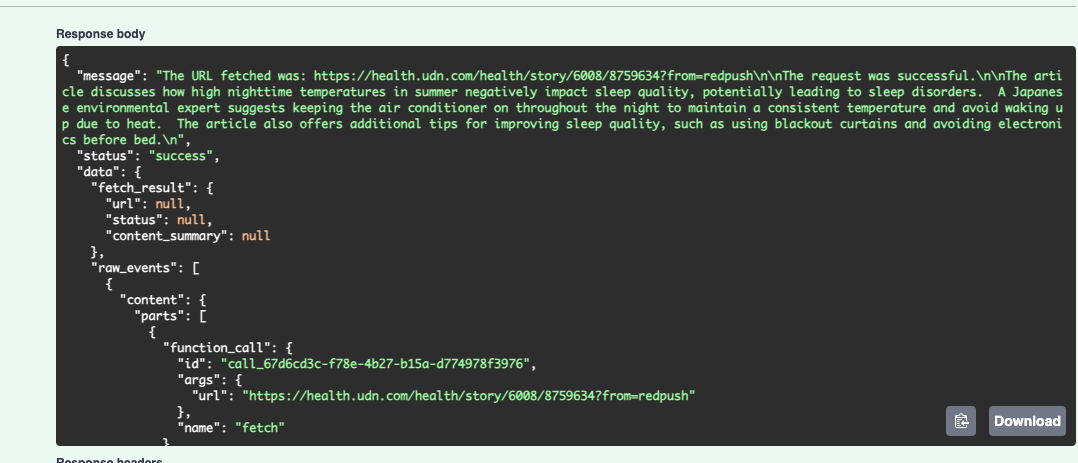 Response body
{
  "message": "The URL fetched was: https://health.udn.com/health/story/6008/8759634?from=redpush\n\nThe request was successful.\n\nThe arti
cle discusses how high nighttime temperatures in summer negatively impact sleep quality, potentially leading to sleep disorders.  A Japanes
e environmental expert suggests keeping the air conditioner on throughout the night to maintain a consistent temperature and avoid waking u
p due to heat.  The article also offers additional tips for improving sleep quality, such as using blackout curtains and avoiding electroni
cs before bed.\n",
  "status": "success",
  "data": {
    "fetch_result": {
      "url": null,
      "status": null,
      "content_summary": null
    },
    "raw_events": [
      {
        "content": {
          "parts": [
            {
              "function_call": {
                "id": "call_67d6cd3c-f78e-4b27-b15a-d774978f3976",
                "args": {
                  "url": "https://health.udn.com/health/story/6008/8759634?from=redpush"
                },
                "name": "fetch"
              }
Download
Response headers